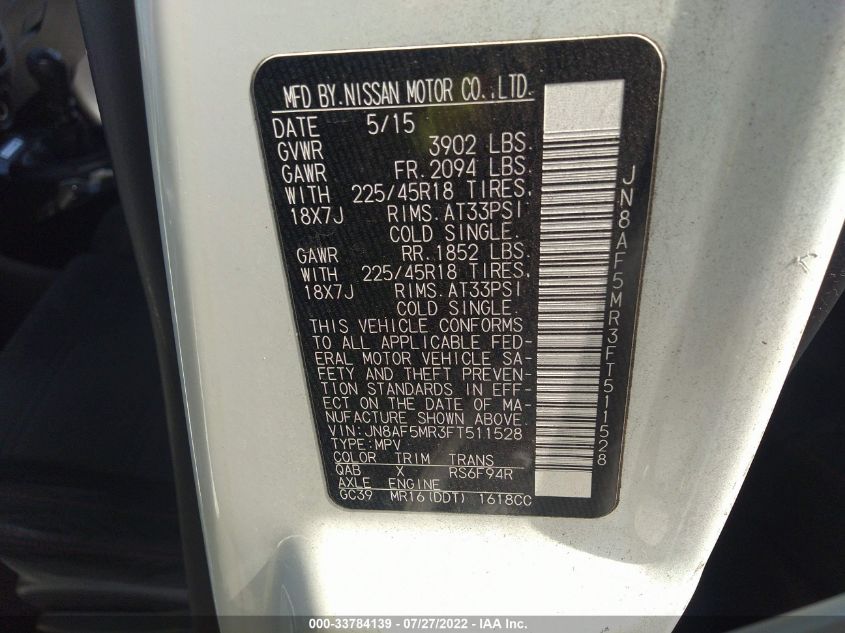 MFD BY.NISSAN MOTOR CO.,LTD.
DATE 5/15
GVWR 3902 LBS.
GAWR FR.2094 LBS.
WITH 225/45R18 TIRES.
18X7J RIMS.AT33PSI
COLD SINGLE.
GAWR RR.1852 LBS.
WITH 225/45R18 TIRES.
18X7J RIMS.AT33PSI
COLD SINGLE.
THIS VEHICLE CONFORMS
TO ALL APPLICABLE FED-
ERAL MOTOR VEHICLE SA-
FETY AND THEFT PREVEN-
TION STANDARDS IN EFF-
ECT ON THE DATE OF MA-
NUFACTURE SHOWN ABOVE.
VIN:JN8AF5MR3FT511528
TYPE:MPV
COLOR TRIM TRANS
QAB X RS6F94R
AXLE ENGINE
GC39 MR16(DDT) 1618CC
JN8AF5MR3FT511528
000-33784139 - 07/27/2022 - IAA Inc.